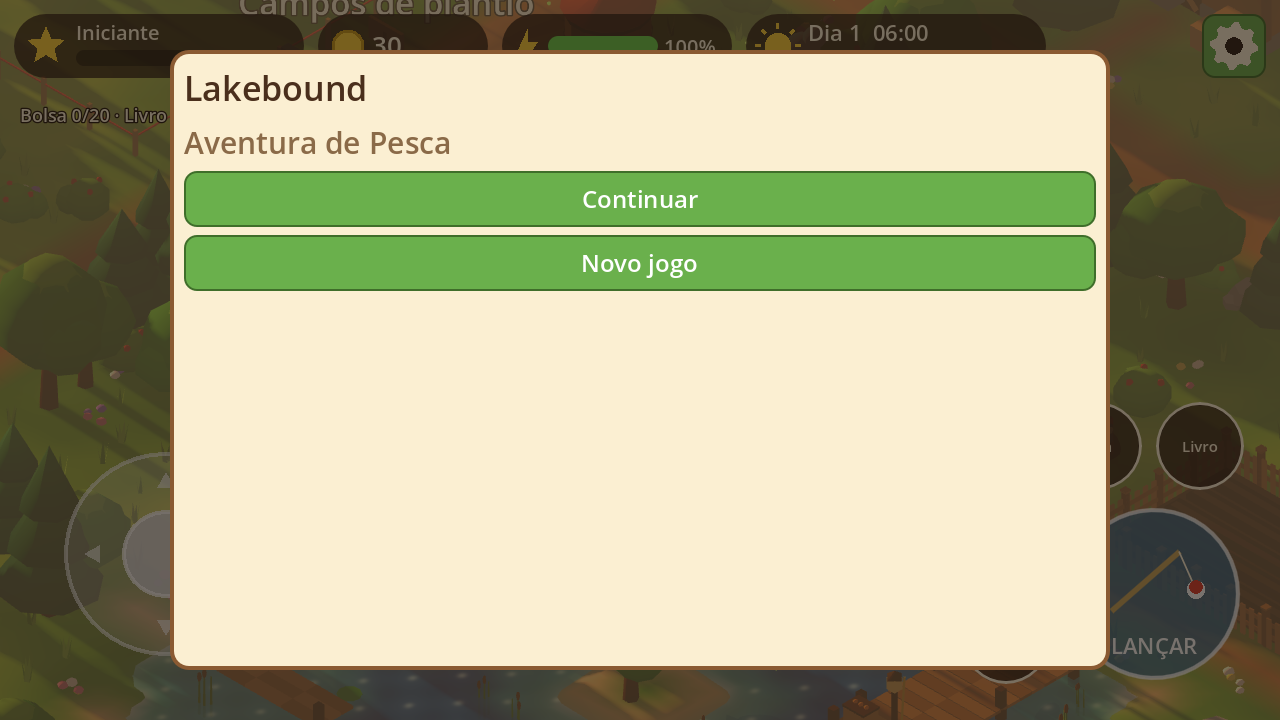 Campos de plantio ·
Iniciante
30
100%
Dia 1 06:00
Bolsa 0/20 · Livro
Lakebound
Aventura de Pesca
Continuar
Novo jogo
Livro
LANÇAR